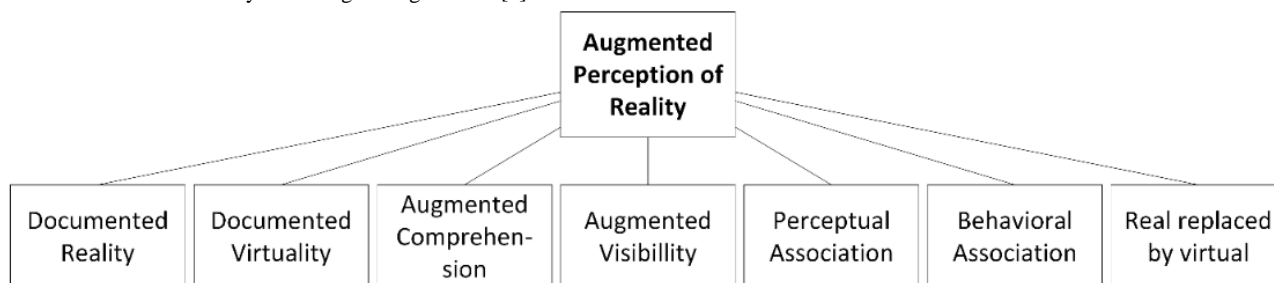 Augmented
Perception of
Reality
Documented
Reality
Documented
Virtuality
Augmented
Comprehen-
sion
Augmented
Visibillity
Perceptual
Association
Behavioral
Association
Real replaced
by virtual